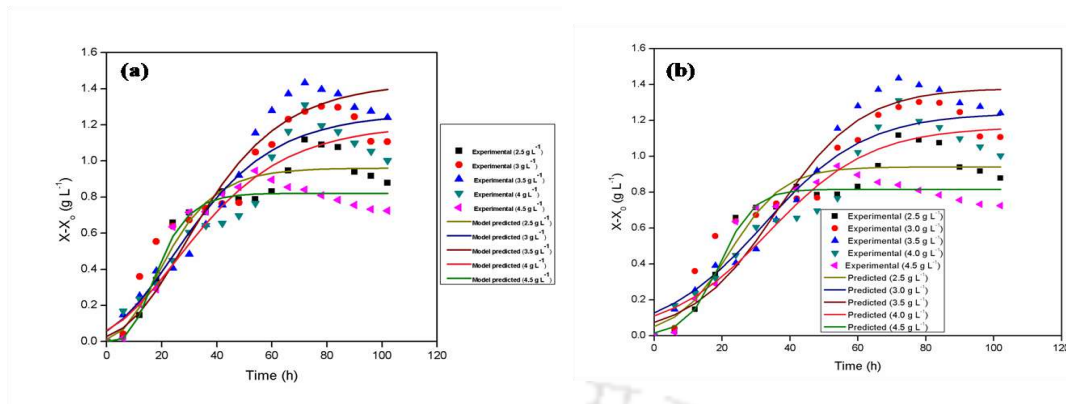 (a)
1.6
1.4
1.2
1.0
0.8
0.6
0.4
0.2
0.0
X-X₀ (g L⁻¹)
0 20 40 60 80 100 120
Time (h)
Experimental (2.5 g L⁻¹)
Experimental (3 g L⁻¹)
Experimental (3.5 g L⁻¹)
Experimental (4 g L⁻¹)
Experimental (4.5 g L⁻¹)
Model predicted (2.5 g L⁻¹)
Model predicted (3 g L⁻¹)
Model predicted (3.5 g L⁻¹)
Model predicted (4 g L⁻¹)
Model predicted (4.5 g L⁻¹)
(b)
1.6
1.4
1.2
1.0
0.8
0.6
0.4
0.2
0.0
X-X₀ (g L⁻¹)
0 20 40 60 80 100 120
Time (h)
Experimental (2.5 g L⁻¹)
Experimental (3.0 g L⁻¹)
Experimental (3.5 g L⁻¹)
Experimental (4.0 g L⁻¹)
Experimental (4.5 g L⁻¹)
Predicted (2.5 g L⁻¹)
Predicted (3.0 g L⁻¹)
Predicted (3.5 g L⁻¹)
Predicted (4.0 g L⁻¹)
Predicted (4.5 g L⁻¹)